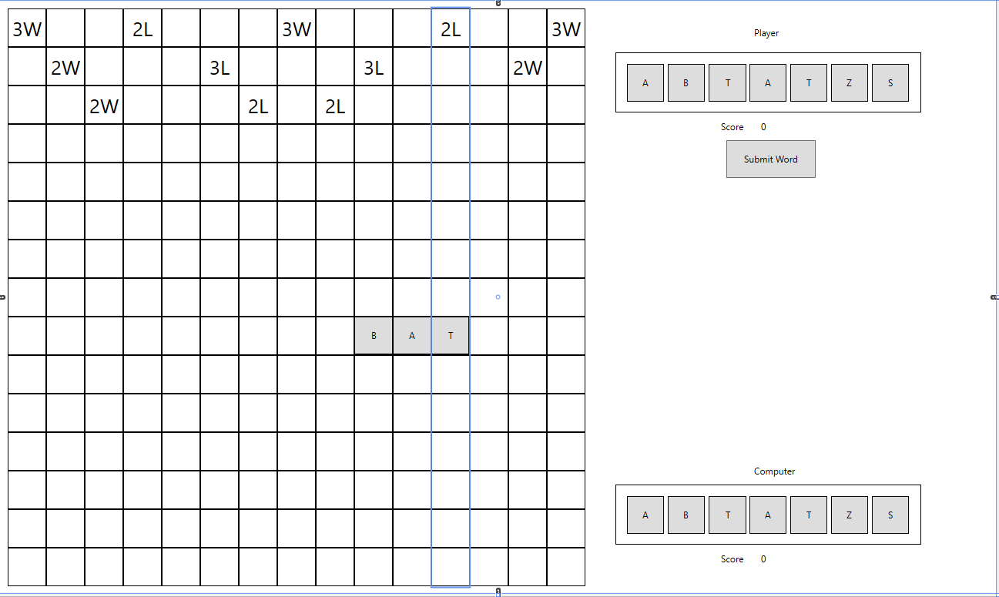 3W 2L 3W 2L 3W
2W 3L 3L 2W
2W 2L 2L
B A T
Player
A B T A T Z S
Score 0
Submit Word
Computer
A B T A T Z S
Score 0